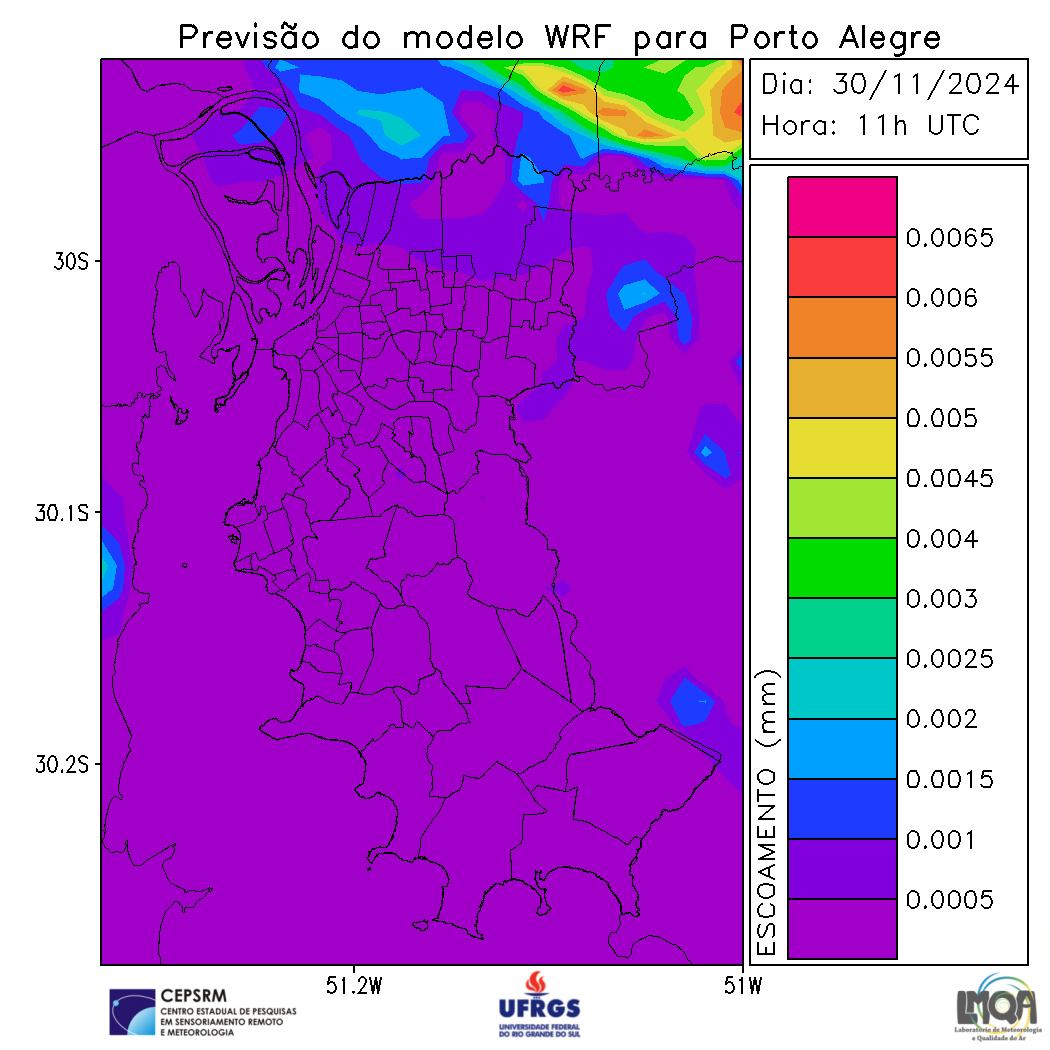 Previsão do modelo WRF para Porto Alegre
Dia: 30/11/2024
Hora: 11h UTC
30S
30.1S
30.2S
51.2W
51W
ESCOAMENTO (mm)
0.0065
0.006
0.0055
0.005
0.0045
0.004
0.003
0.0025
0.002
0.0015
0.001
0.0005
CEPSRM
CENTRO ESTADUAL DE PESQUISAS
EM SENSORIAMENTO REMOTO
E METEOROLOGIA
UFRGS
UNIVERSIDADE FEDERAL
DO RIO GRANDE DO SUL
LMQA
Laboratório de Meteorologia
e Qualidade do Ar